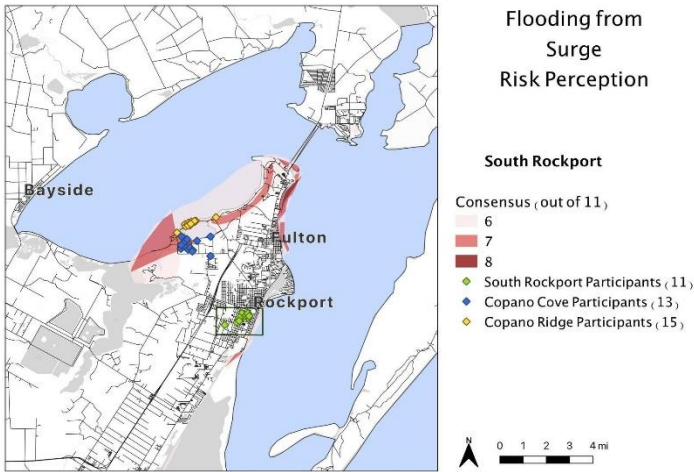 Flooding from
Surge
Risk Perception
South Rockport
Consensus (out of 11)
6
7
8
South Rockport Participants (11)
Copano Cove Participants (13)
Copano Ridge Participants (15)
Bayside
Fulton
Rockport
N
0 1 2 3 4 mi